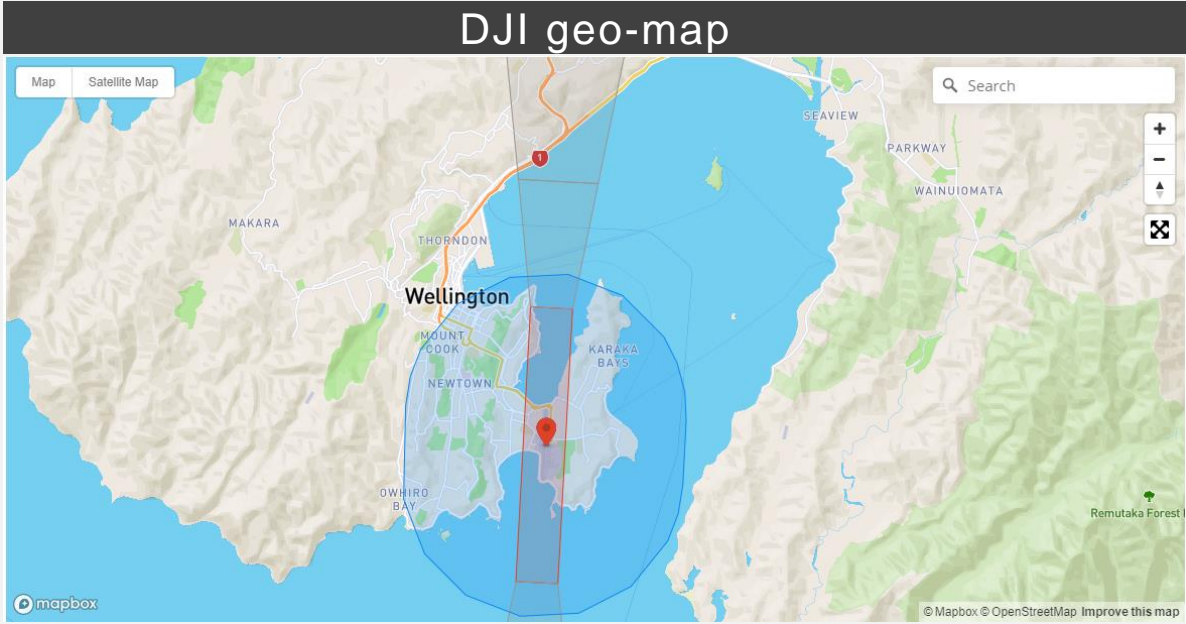 DJI geo-map
Map
Satellite Map
Search
SEAVIEW
+
PARKWAY
1
−
WAINUIOMATA
MAKARA
THORNDON
Wellington
MOUNT
COOK
KARAKA
BAYS
NEWTOWN
OWHIRO
BAY
Remutaka Forest
mapbox
© Mapbox © OpenStreetMap Improve this map